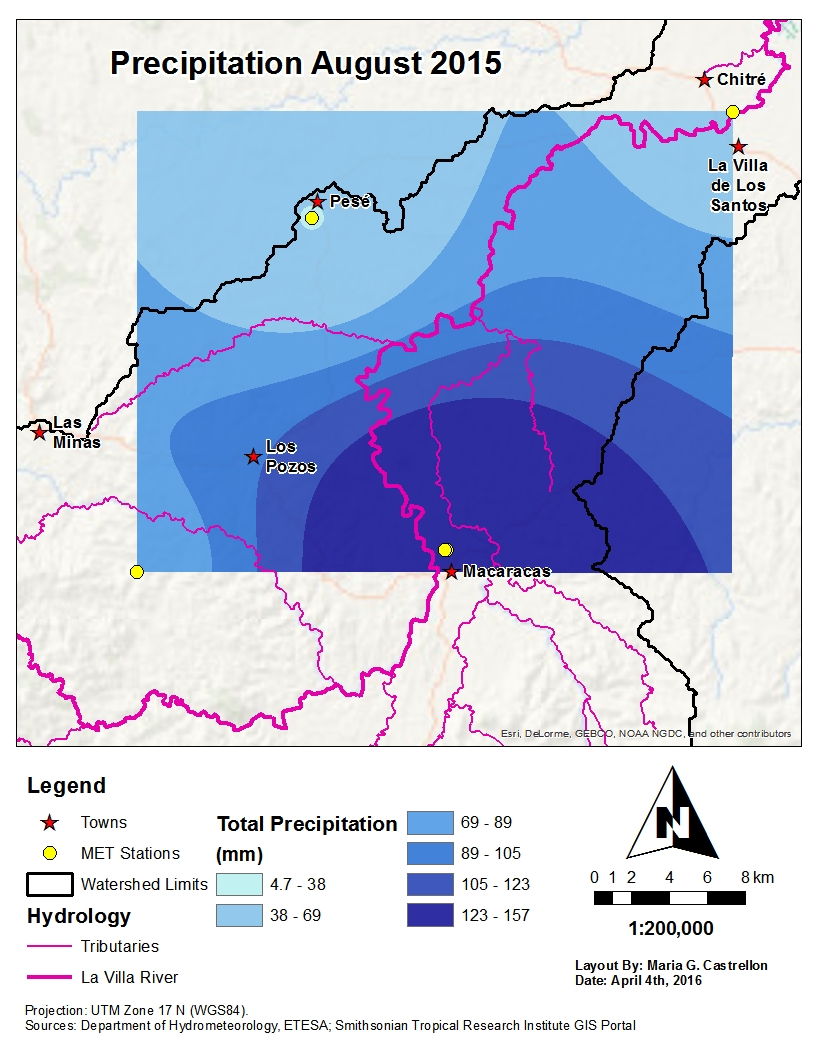 Precipitation August 2015
Chitré
La Villa
de Los
Santos
Pesé
Las
Minas
Los
Pozos
Macaracas
Esri, DeLorme, GEBCO, NOAA NGDC, and other contributors
Legend
Towns
MET Stations
Watershed Limits
Hydrology
Tributaries
La Villa River
Total Precipitation
(mm)
4.7 - 38
38 - 69
69 - 89
89 - 105
105 - 123
123 - 157
N
0 1 2 4 6 8 km
1:200,000
Layout By: Maria G. Castrellon
Date: April 4th, 2016
Projection: UTM Zone 17 N (WGS84).
Sources: Department of Hydrometeorology, ETESA; Smithsonian Tropical Research Institute GIS Portal